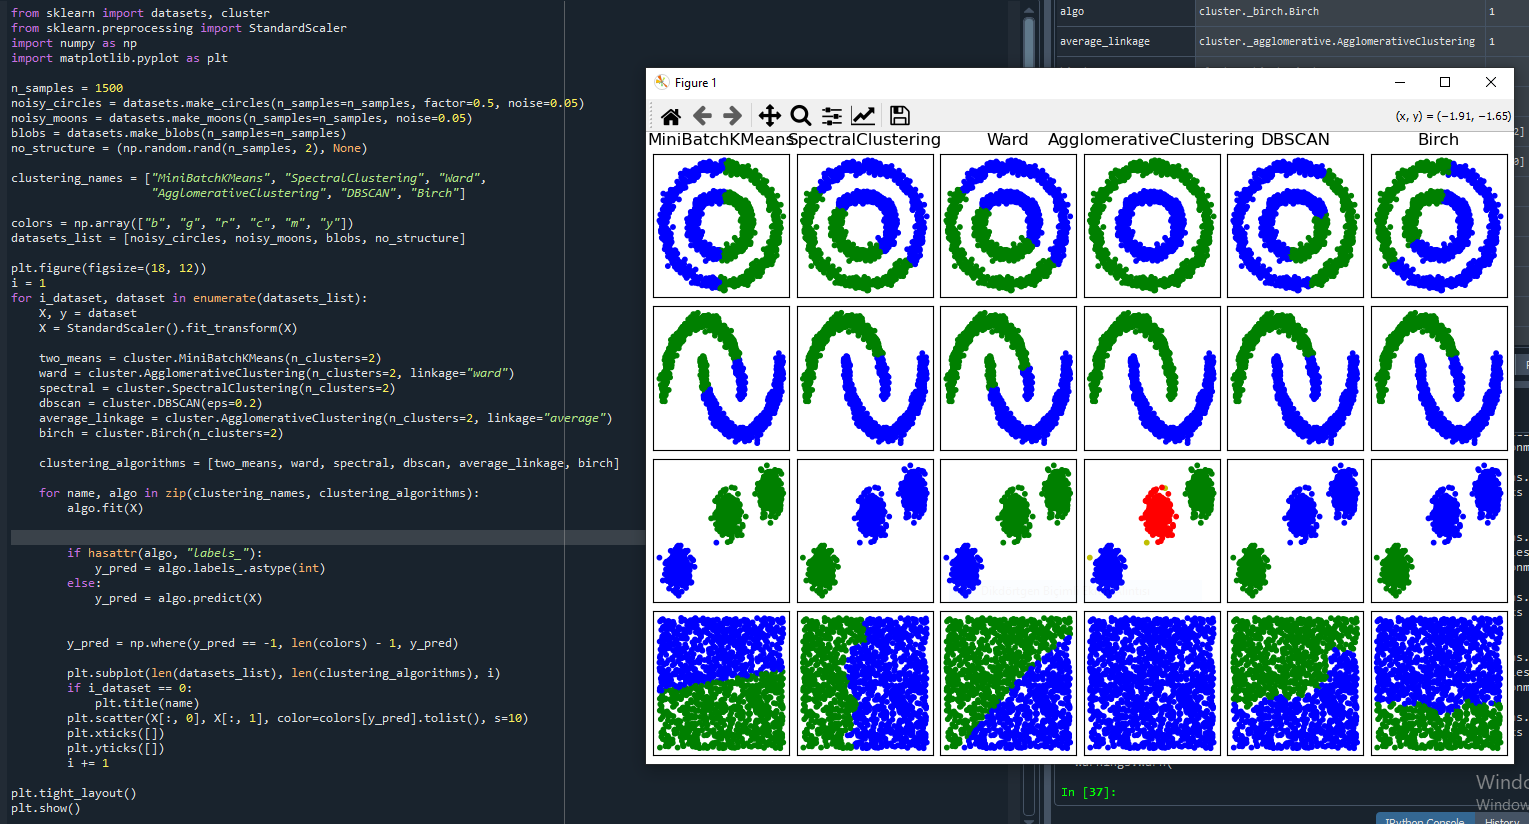 from sklearn import datasets, cluster
from sklearn.preprocessing import StandardScaler
import numpy as np
import matplotlib.pyplot as plt
n_samples = 1500
noisy_circles = datasets.make_circles(n_samples=n_samples, factor=0.5, noise=0.05)
noisy_moons = datasets.make_moons(n_samples=n_samples, noise=0.05)
blobs = datasets.make_blobs(n_samples=n_samples)
no_structure = (np.random.rand(n_samples, 2), None)
clustering_names = ["MiniBatchKMeans", "SpectralClustering", "Ward",
"AgglomerativeClustering", "DBSCAN", "Birch"]
colors = np.array(["b", "g", "r", "c", "m", "y"])
datasets_list = [noisy_circles, noisy_moons, blobs, no_structure]
plt.figure(figsize=(18, 12))
i = 1
for i_dataset, dataset in enumerate(datasets_list):
X, y = dataset
X = StandardScaler().fit_transform(X)
two_means = cluster.MiniBatchKMeans(n_clusters=2)
ward = cluster.AgglomerativeClustering(n_clusters=2, linkage="ward")
spectral = cluster.SpectralClustering(n_clusters=2)
dbscan = cluster.DBSCAN(eps=0.2)
average_linkage = cluster.AgglomerativeClustering(n_clusters=2, linkage="average")
birch = cluster.Birch(n_clusters=2)
clustering_algorithms = [two_means, ward, spectral, dbscan, average_linkage, birch]
for name, algo in zip(clustering_names, clustering_algorithms):
algo.fit(X)
if hasattr(algo, "labels_"):
y_pred = algo.labels_.astype(int)
else:
y_pred = algo.predict(X)
y_pred = np.where(y_pred == -1, len(colors) - 1, y_pred)
plt.subplot(len(datasets_list), len(clustering_algorithms), i)
if i_dataset == 0:
plt.title(name)
plt.scatter(X[:, 0], X[:, 1], color=colors[y_pred].tolist(), s=10)
plt.xticks([])
plt.yticks([])
i += 1
plt.tight_layout()
plt.show()
algo cluster._birch.Birch 1
average_linkage cluster._agglomerative.AgglomerativeClustering 1
Figure 1
(x, y) = (−1.91, −1.65)
MiniBatchKMeans SpectralClustering Ward AgglomerativeClustering DBSCAN Birch
In [37]:
Windo
Window
IPython Console History